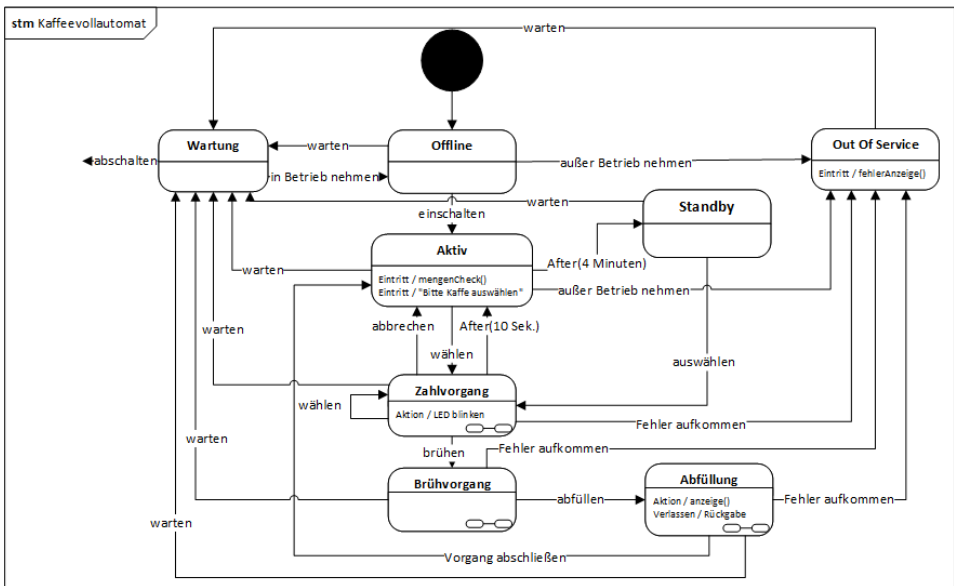 stm Kaffeevollautomat
warten
Wartung
Offline
Out Of Service
abschalten
warten
außer Betrieb nehmen
Eintritt / fehlerAnzeige()
in Betrieb nehmen
warten
Standby
einschalten
Aktiv
After(4 Minuten)
warten
Eintritt / mengenCheck()
Eintritt / "Bitte Kaffe auswählen"
außer Betrieb nehmen
abbrechen
After(10 Sek.)
warten
wählen
auswählen
Zahlvorgang
wählen
Aktion / LED blinken
Fehler aufkommen
warten
brühen
Fehler aufkommen
Brühvorgang
abfüllen
Abfüllung
Aktion / anzeige()
Verlassen / Rückgabe
Fehler aufkommen
warten
Vorgang abschließen